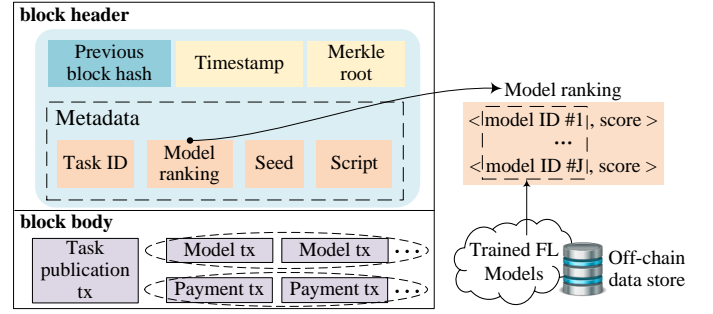 block header
Previous
block hash
Timestamp
Merkle
root
Metadata
Task ID
Model
ranking
Seed
Script
block body
Task
publication
tx
Model tx
Model tx
...
Payment tx
Payment tx
...
Model ranking
< model ID #1 , score >
...
< model ID #J , score >
Trained FL
Models
Off-chain
data store